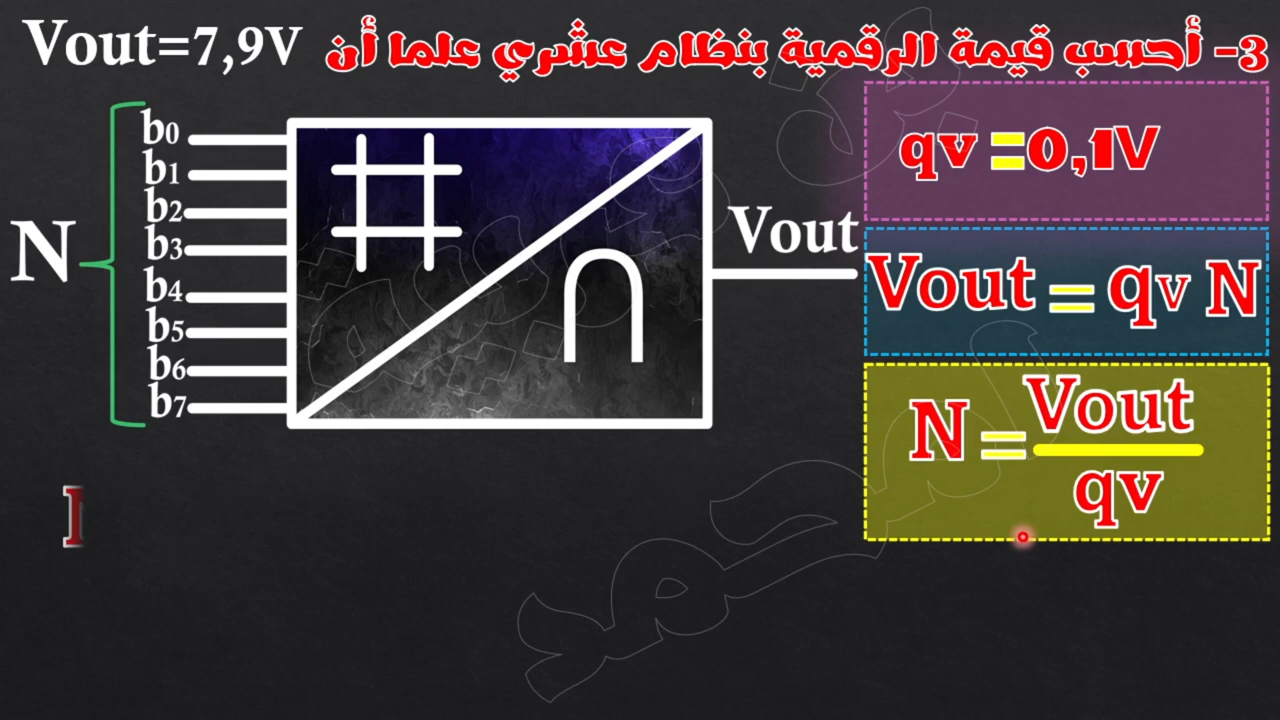 3- أحسب قيمة الرقمية بنظام عشري علما أن Vout=7,9V
b0
b1
b2
b3
b4
b5
b6
b7
N
#
∩
Vout
qv =0,1V
Vout = qv N
N = Vout
qv